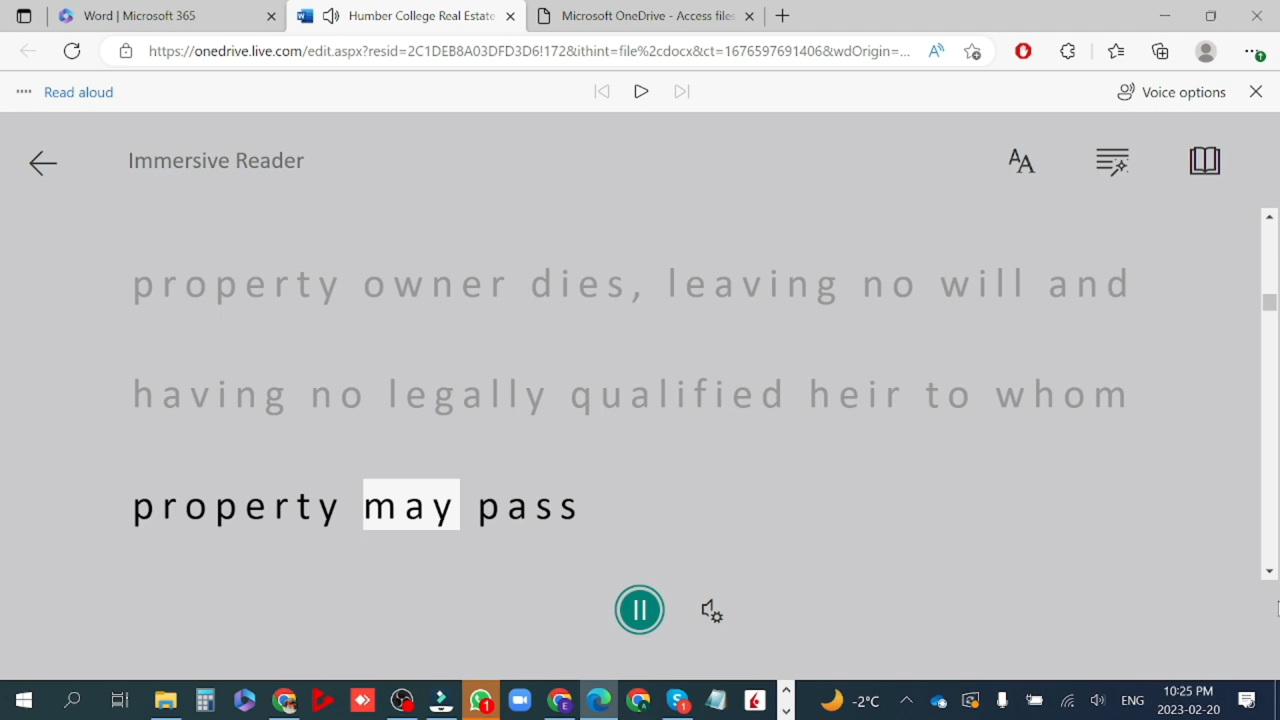 Word | Microsoft 365
Humber College Real Estate
Microsoft OneDrive - Access files
https://onedrive.live.com/edit.aspx?resid=2C1DEB8A03DFD3D6!172&ithint=file%2cdocx&ct=1676597691406&wdOrigin=...
Read aloud
Voice options
Immersive Reader
property owner dies, leaving no will and
having no legally qualified heir to whom
property may pass
-2°C
ENG
10:25 PM
2023-02-20